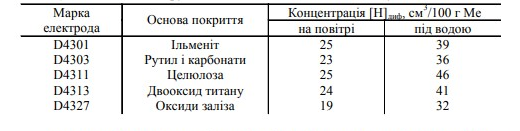 Марка електрода | Основа покриття | Концентрація [Н]диф, см³/100 г Ме
на повітрі | під водою
D4301 | Ільменіт | 25 | 39
D4303 | Рутил і карбонати | 23 | 36
D4311 | Целюлоза | 25 | 46
D4313 | Двооксид титану | 24 | 41
D4327 | Оксиди заліза | 19 | 32